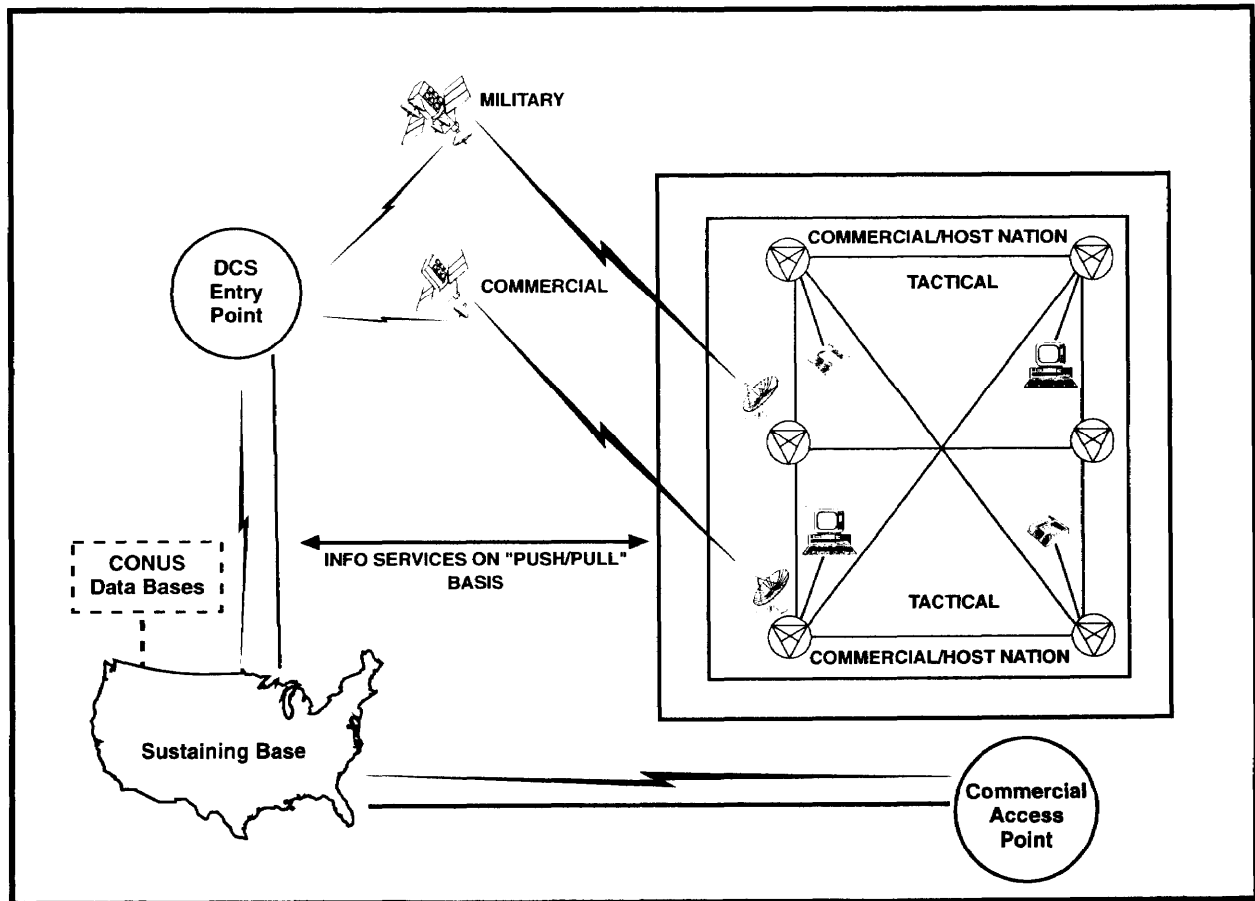 MILITARY
COMMERCIAL
DCS
Entry
Point
COMMERCIAL/HOST NATION
TACTICAL
INFO SERVICES ON "PUSH/PULL"
BASIS
CONUS
Data Bases
TACTICAL
COMMERCIAL/HOST NATION
Sustaining Base
Commercial
Access
Point